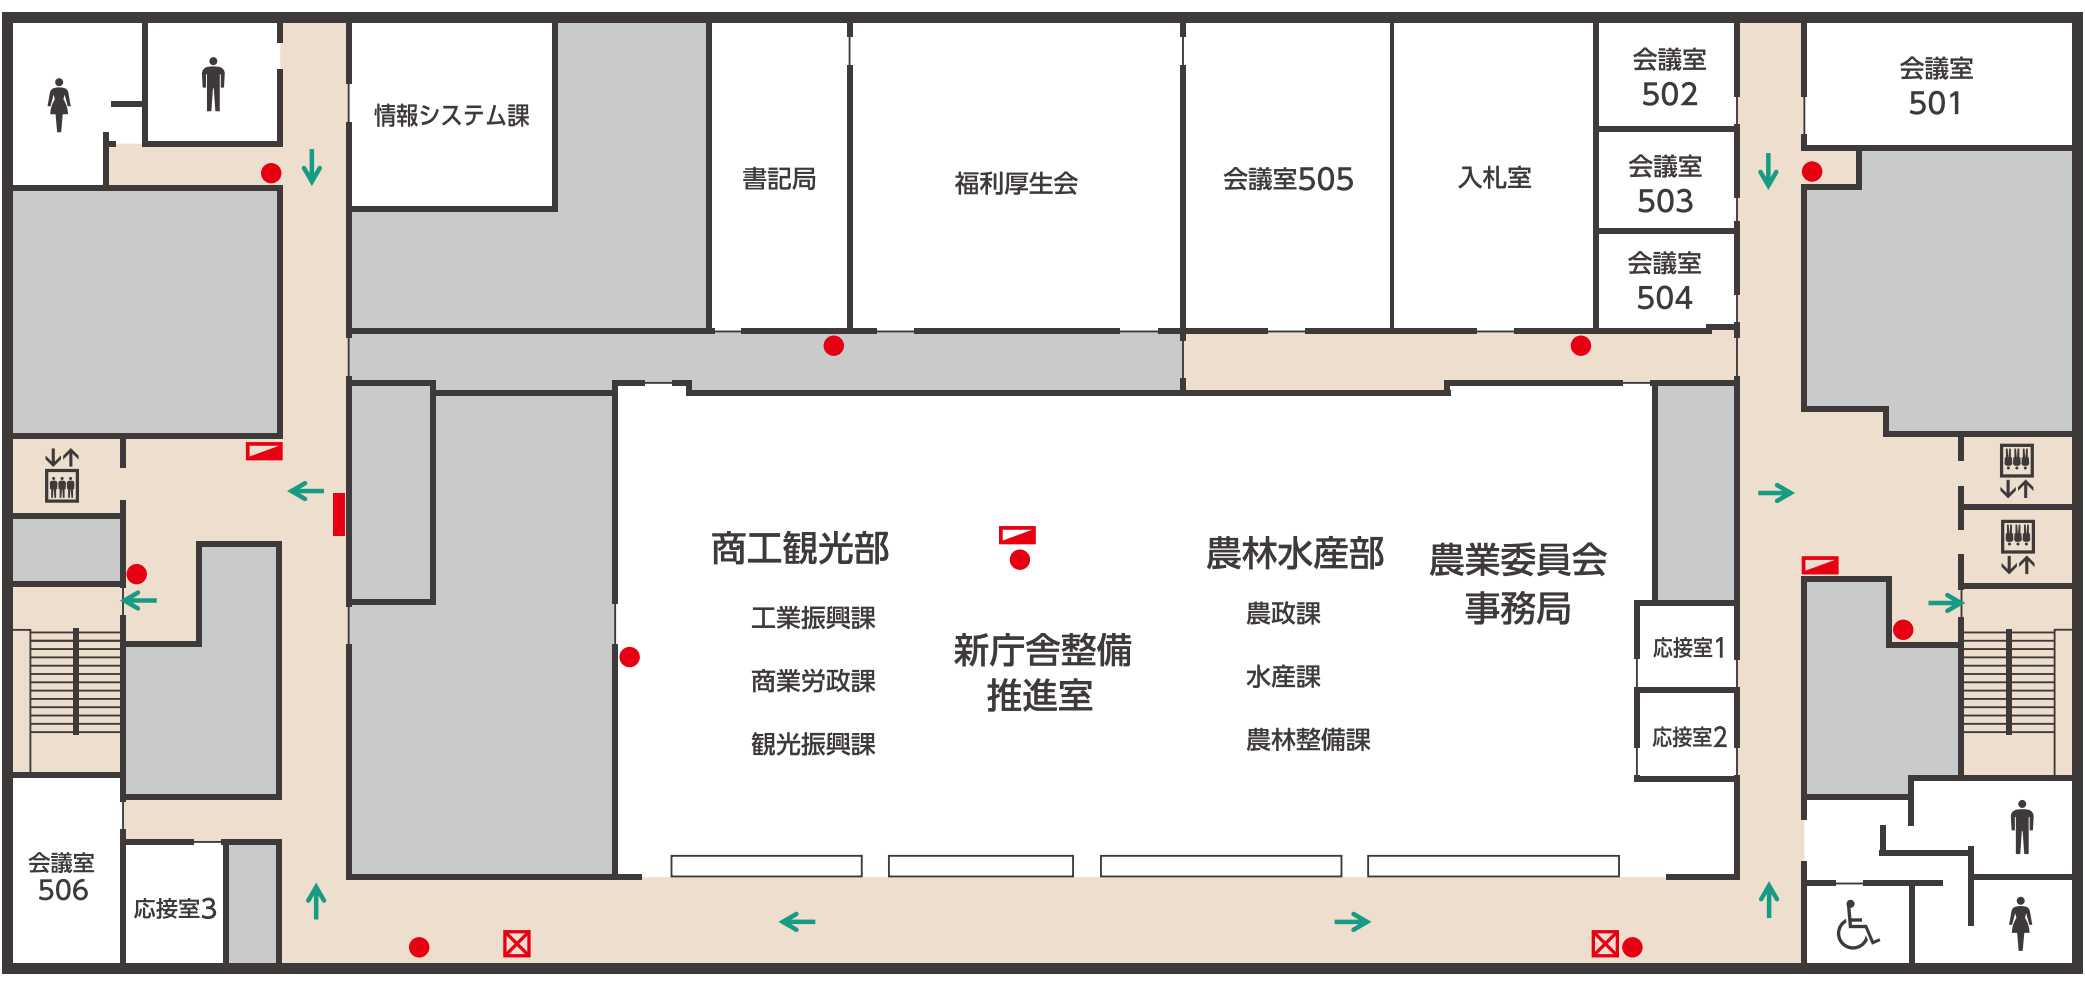 情報システム課
書記局
福利厚生会
会議室505
入札室
会議室
502
会議室
503
会議室
504
会議室
501
商工観光部
工業振興課
商業労政課
観光振興課
新庁舎整備
推進室
農林水産部
農政課
水産課
農林整備課
農業委員会
事務局
応接室1
応接室2
会議室
506
応接室3